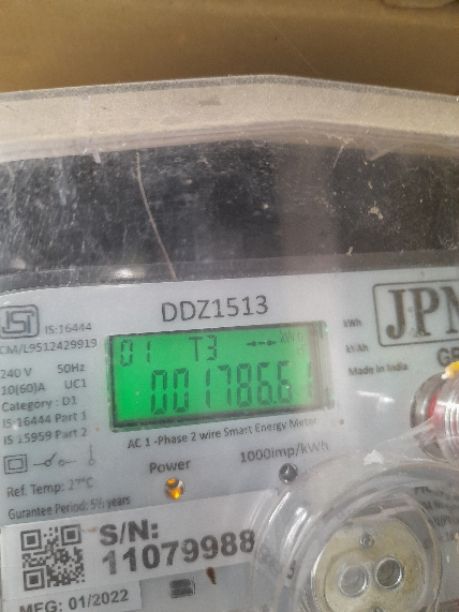 DDZ1513
IS:16444
CM/L9512429919
240 V 50Hz
10(60)A UC1
Category : D1
IS 16444 Part 1
IS 15959 Part 2
01 T3
001786.61
kWh
kVAh
Made in India
JPM
AC 1 -Phase 2 wire Smart Energy Meter
Power
1000imp/kWh
Ref. Temp: 27°C
Gurantee Period: 5½ years
S/N:
11079988
MFG: 01/2022